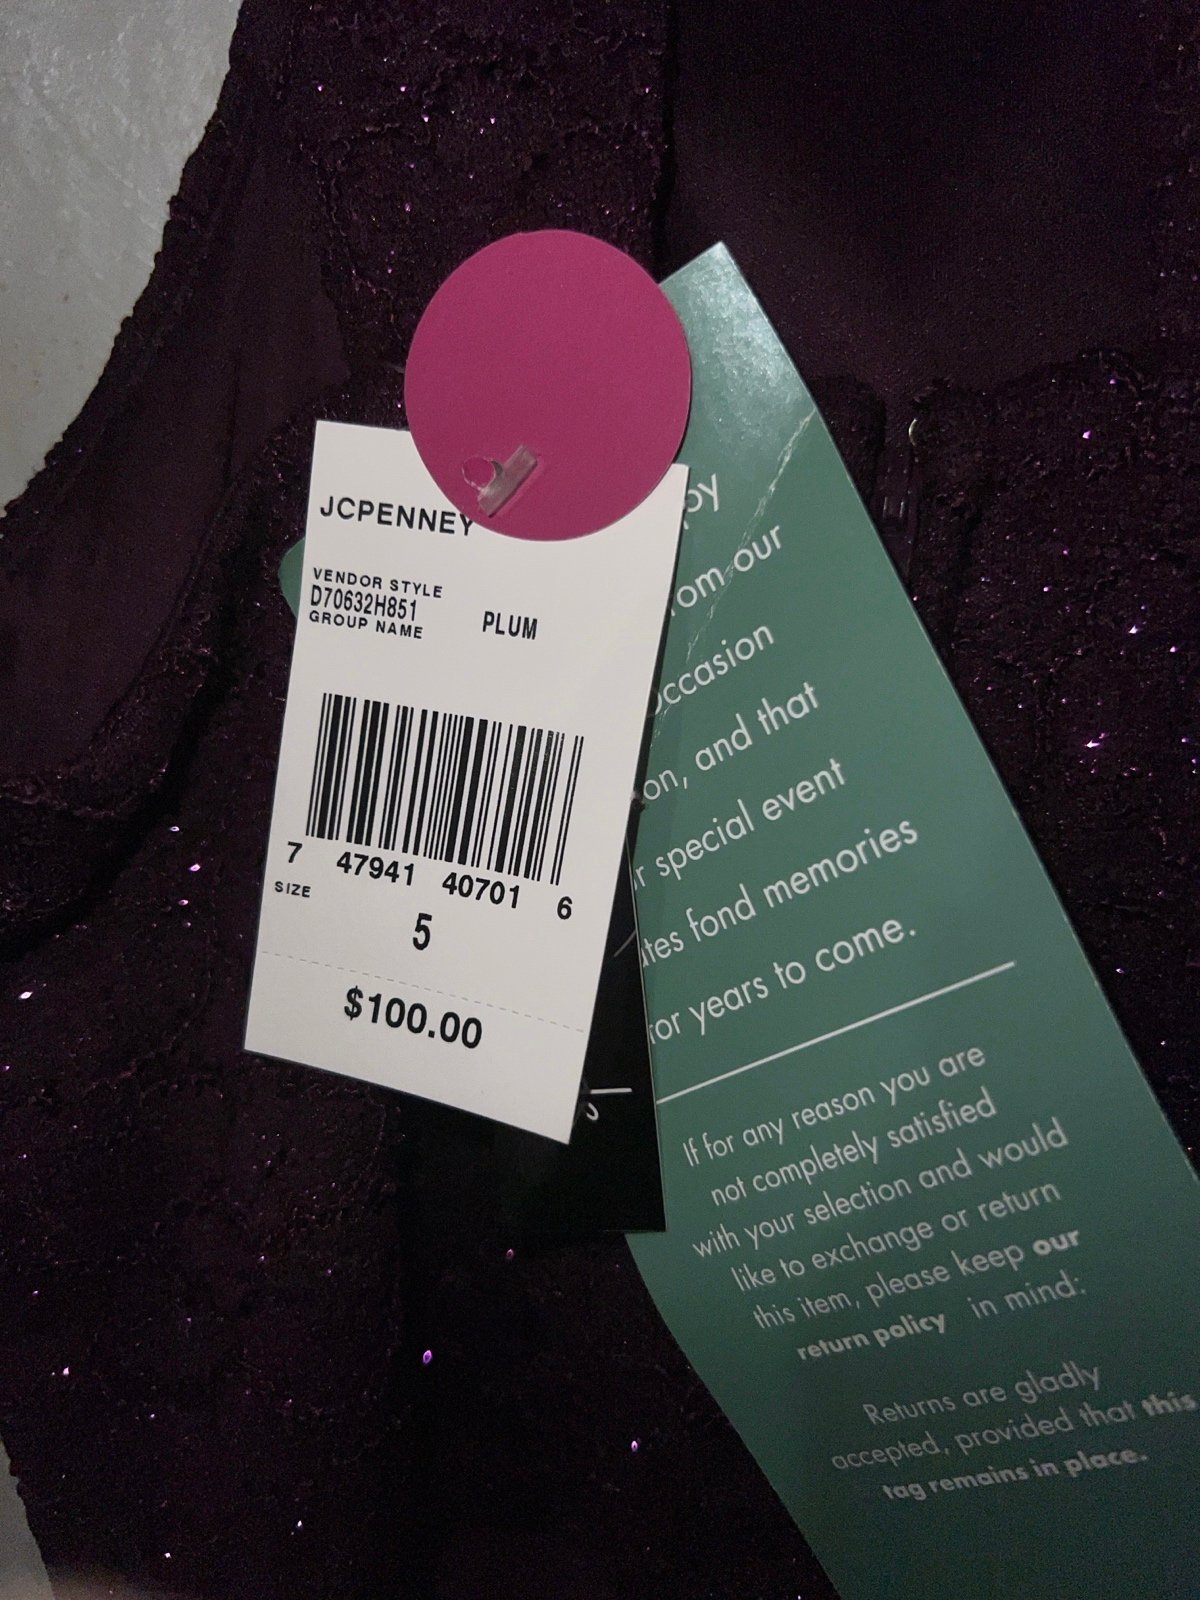 JCPENNEY
VENDOR STYLE
D70632H851
PLUM
GROUP NAME
7 47941 40701 6
SIZE
5
$100.00
our
and that
special event
fond memories
years to come.
If for any reason you are
not completely satisfied
with your selection and would
like to exchange or return
this item, please keep our
return policy in mind:
Returns are gladly
accepted, provided that this
tag remains in place.